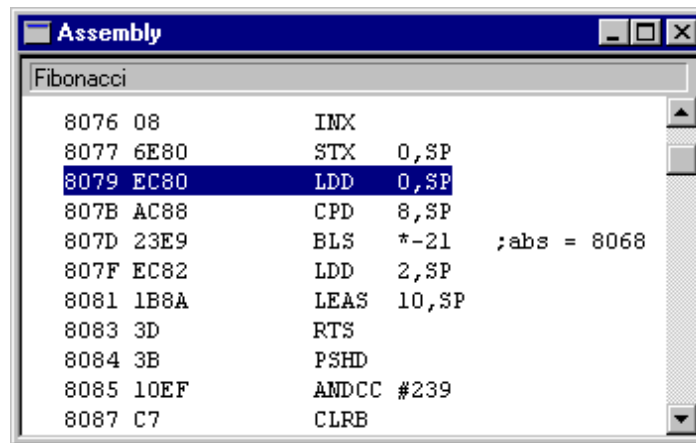 Assembly
Fibonacci
8076 08 INX
8077 6E80 STX 0,SP
8079 EC80 LDD 0,SP
807B AC88 CPD 8,SP
807D 23E9 BLS *-21 ;abs = 8068
807F EC82 LDD 2,SP
8081 1B8A LEAS 10,SP
8083 3D RTS
8084 3B PSHD
8085 10EF ANDCC #239
8087 C7 CLRB